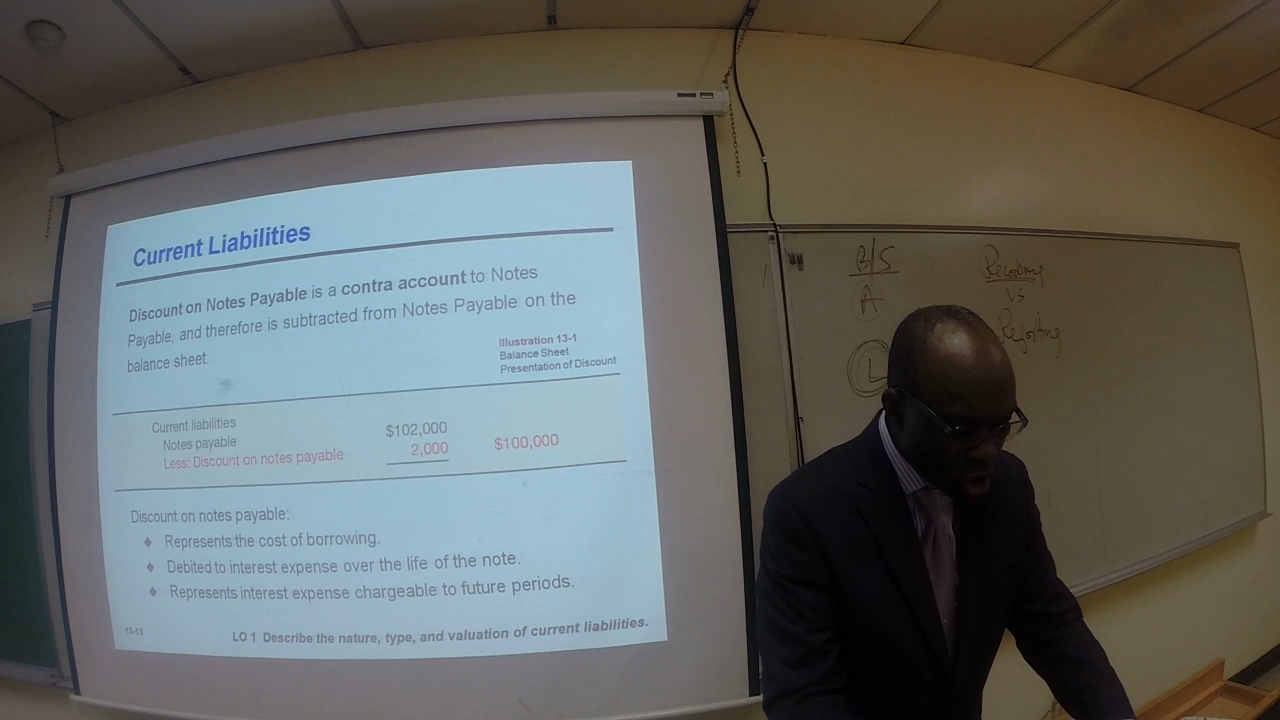 Current Liabilities
Discount on Notes Payable is a contra account to Notes
Payable, and therefore is subtracted from Notes Payable on the
balance sheet.
Illustration 13-1
Balance Sheet
Presentation of Discount
Current liabilities
Notes payable $102,000
Less: Discount on notes payable 2,000 $100,000
Discount on notes payable:
◆ Represents the cost of borrowing.
◆ Debited to interest expense over the life of the note.
◆ Represents interest expense chargeable to future periods.
13-13
LO 1 Describe the nature, type, and valuation of current liabilities.
B/S
A
L
Recording
Vs
Reporting